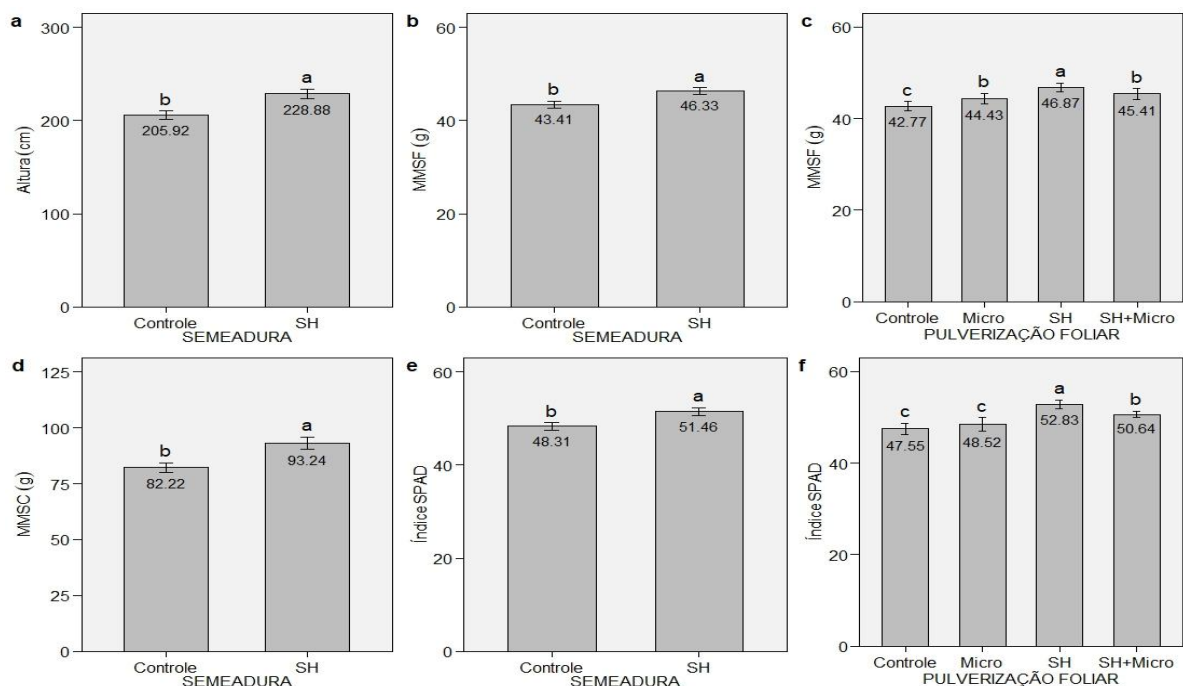 a
Altura (cm)
300
200
100
0
b
205.92
a
228.88
Controle
SH
SEMEADURA
b
MMSF (g)
60
40
20
0
b
43.41
a
46.33
Controle
SH
SEMEADURA
c
MMSF (g)
60
40
20
0
c
42.77
b
44.43
a
46.87
b
45.41
Controle
Micro
SH
SH+Micro
PULVERIZAÇÃO FOLIAR
d
MMSC (g)
125
100
75
50
25
0
b
82.22
a
93.24
Controle
SH
SEMEADURA
e
Índice SPAD
60
40
20
0
b
48.31
a
51.46
Controle
SH
SEMEADURA
f
Índice SPAD
60
40
20
0
c
47.55
c
48.52
a
52.83
b
50.64
Controle
Micro
SH
SH+Micro
PULVERIZAÇÃO FOLIAR